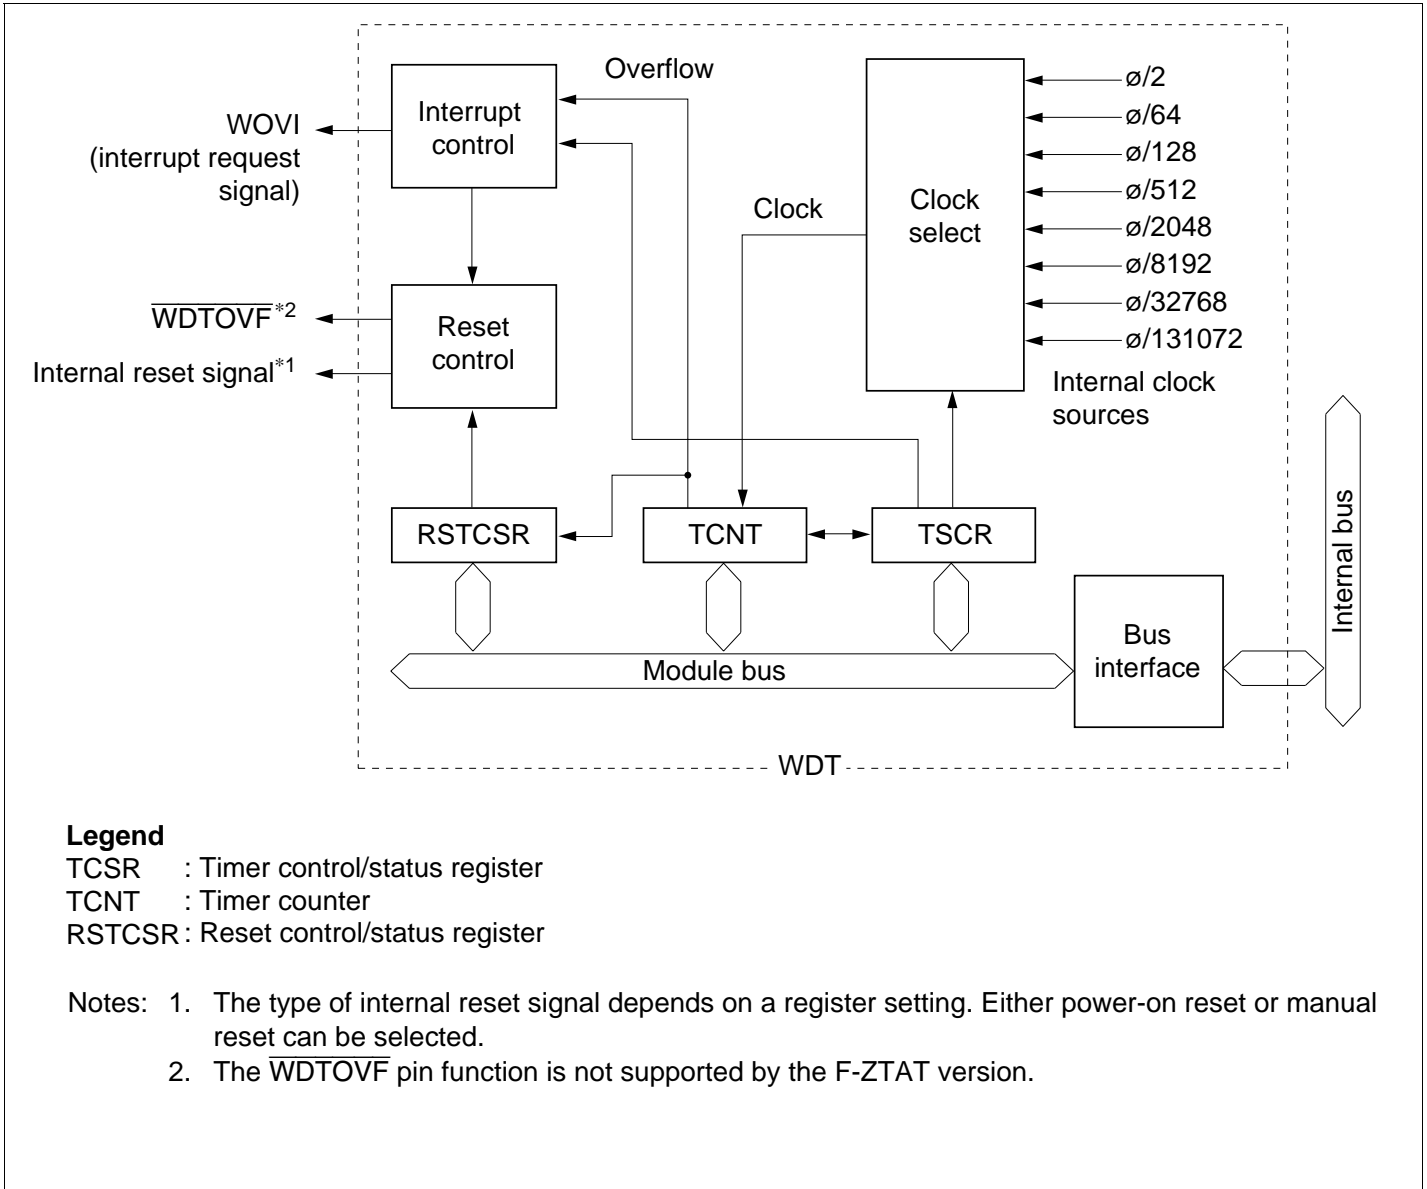 Overflow
Interrupt
control
WOVI
(interrupt request
signal)
ø/2
ø/64
ø/128
ø/512
ø/2048
ø/8192
ø/32768
ø/131072
Clock
Clock
select
W̅D̅T̅O̅V̅F̅*2
Reset
control
Internal reset signal*1
Internal clock
sources
RSTCSR
TCNT
TSCR
Internal bus
Bus
interface
Module bus
WDT
Legend
TCSR : Timer control/status register
TCNT : Timer counter
RSTCSR : Reset control/status register
Notes: 1. The type of internal reset signal depends on a register setting. Either power-on reset or manual
reset can be selected.
2. The W̅D̅T̅O̅V̅F̅ pin function is not supported by the F-ZTAT version.